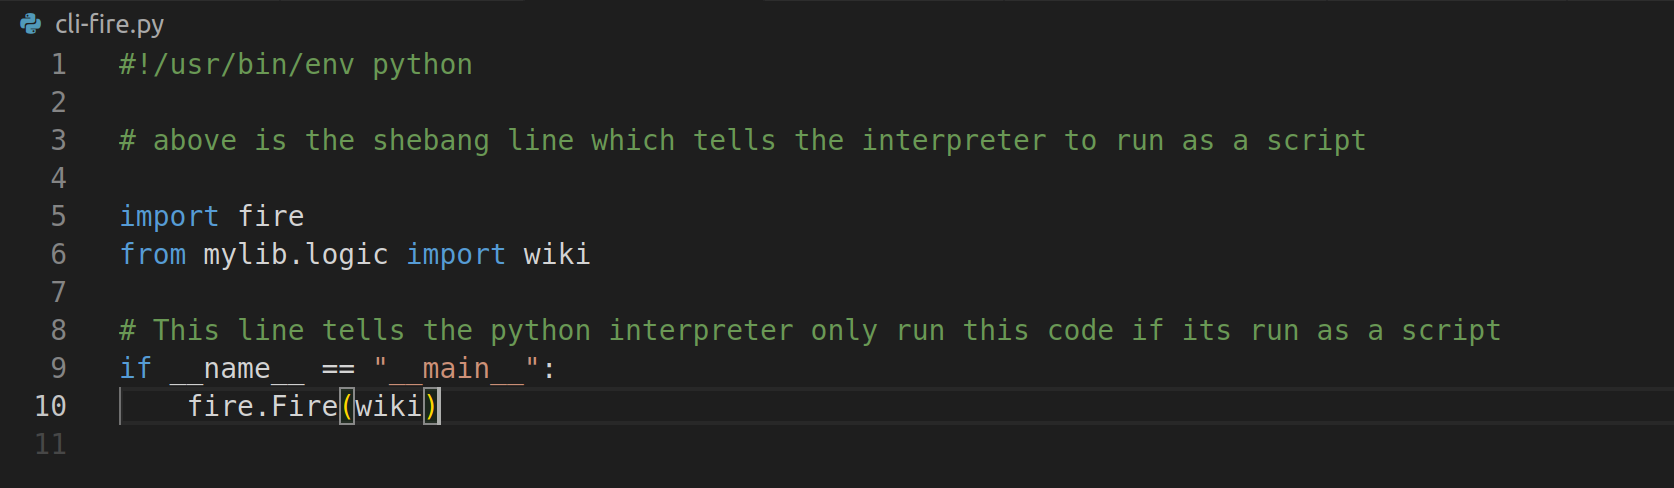 cli-fire.py
1 #!/usr/bin/env python
2
3 # above is the shebang line which tells the interpreter to run as a script
4
5 import fire
6 from mylib.logic import wiki
7
8 # This line tells the python interpreter only run this code if its run as a script
9 if __name__ == "__main__":
10     fire.Fire(wiki)
11